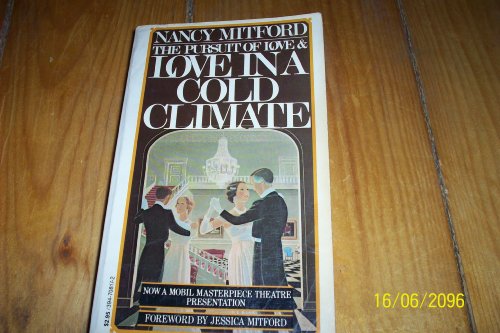 NANCY MITFORD
THE PURSUIT OF LOVE &
LOVE IN A
COLD
CLIMATE
NOW A MOBIL MASTERPIECE THEATRE
PRESENTATION
FOREWORD BY JESSICA MITFORD
$2.95
16/06/2096